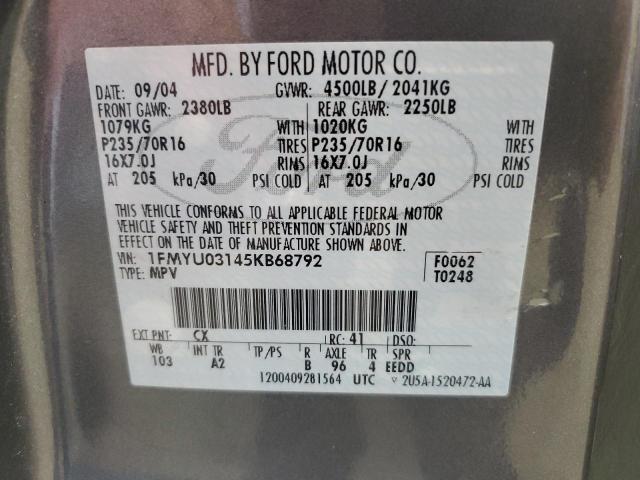 MFD. BY FORD MOTOR CO.
DATE: 09/04 GVWR: 4500LB/ 2041KG
FRONT GAWR: 2380LB REAR GAWR: 2250LB
1079KG WITH 1020KG WITH
P235/70R16 TIRES P235/70R16 TIRES
16X7.0J RIMS 16X7.0J RIMS
AT 205 kPa/30 PSI COLD AT 205 kPa/30 PSI COLD
Ford
THIS VEHICLE CONFORMS TO ALL APPLICABLE FEDERAL MOTOR
VEHICLE SAFETY AND THEFT PREVENTION STANDARDS IN
EFFECT ON THE DATE OF MANUFACTURE SHOWN ABOVE.
VIN: 1FMYU03145KB68792 F0062
TYPE: MPV T0248
EXT PNT: CX RC: 41 DSO:
WB INT TR TP/PS R AXLE TR SPR
103 A2 B 96 4 EEDD
1200409281564 UTC V 2U5A-1520472-AA